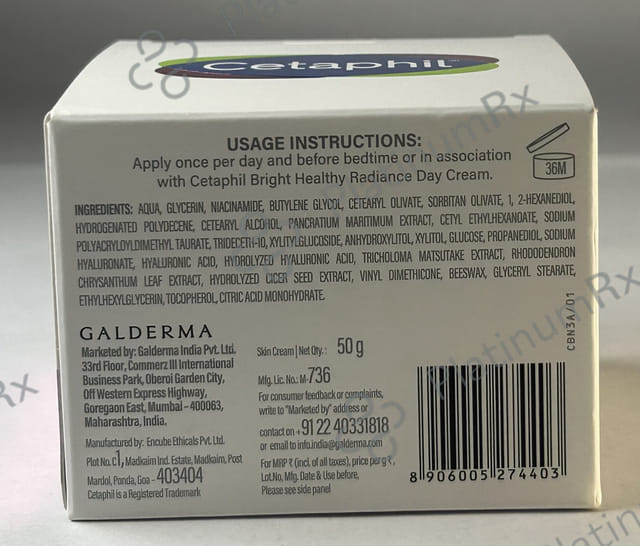 Cetaphil
USAGE INSTRUCTIONS:
Apply once per day and before bedtime or in association
with Cetaphil Bright Healthy Radiance Day Cream.
36M
INGREDIENTS: AQUA, GLYCERIN, NIACINAMIDE, BUTYLENE GLYCOL, CETEARYL OLIVATE, SORBITAN OLIVATE, 1, 2-HEXANEDIOL,
HYDROGENATED POLYDECENE, CETEARYL ALCOHOL, PANCRATIUM MARITIMUM EXTRACT, CETYL ETHYLHEXANOATE, SODIUM
POLYACRYLOYLDIMETHYL TAURATE, TRIDECETH-10, XYLITYLGLUCOSIDE, ANHYDROXYLITOL, XYLITOL, GLUCOSE, PROPANEDIOL, SODIUM
HYALURONATE, HYALURONIC ACID, HYDROLYZED HYALURONIC ACID, TRICHOLOMA MATSUTAKE EXTRACT, RHODODENDRON
CHRYSANTHUM LEAF EXTRACT, HYDROLYZED CICER SEED EXTRACT, VINYL DIMETHICONE, BEESWAX, GLYCERYL STEARATE,
ETHYLHEXYLGLYCERIN, TOCOPHEROL, CITRIC ACID MONOHYDRATE.
CBN3A/01
GALDERMA
Marketed by: Galderma India Pvt. Ltd.
33rd Floor, Commerz III International
Business Park, Oberoi Garden City,
Off Western Express Highway,
Goregaon East, Mumbai - 400063,
Maharashtra, India.
Manufactured by: Encube Ethicals Pvt. Ltd.
Plot No. C1, Madkaim Ind. Estate, Madkaim, Post
Mardol, Ponda, Goa - 403404
Cetaphil is a Registered Trademark
Skin Cream | Net Qty. : 50 g
Mfg. Lic. No.: M-736
For consumer feedback or complaints,
write to "Marketed by" address or
contact on +91 22 40331818
or email to info.india@galderma.com
For MRP ₹ (incl. of all taxes), price per g ₹,
Lot.No, Mfg. Date & Use before,
Please see side panel
8 906005 274403
PlatinumRx
PlatinumRx
Rx